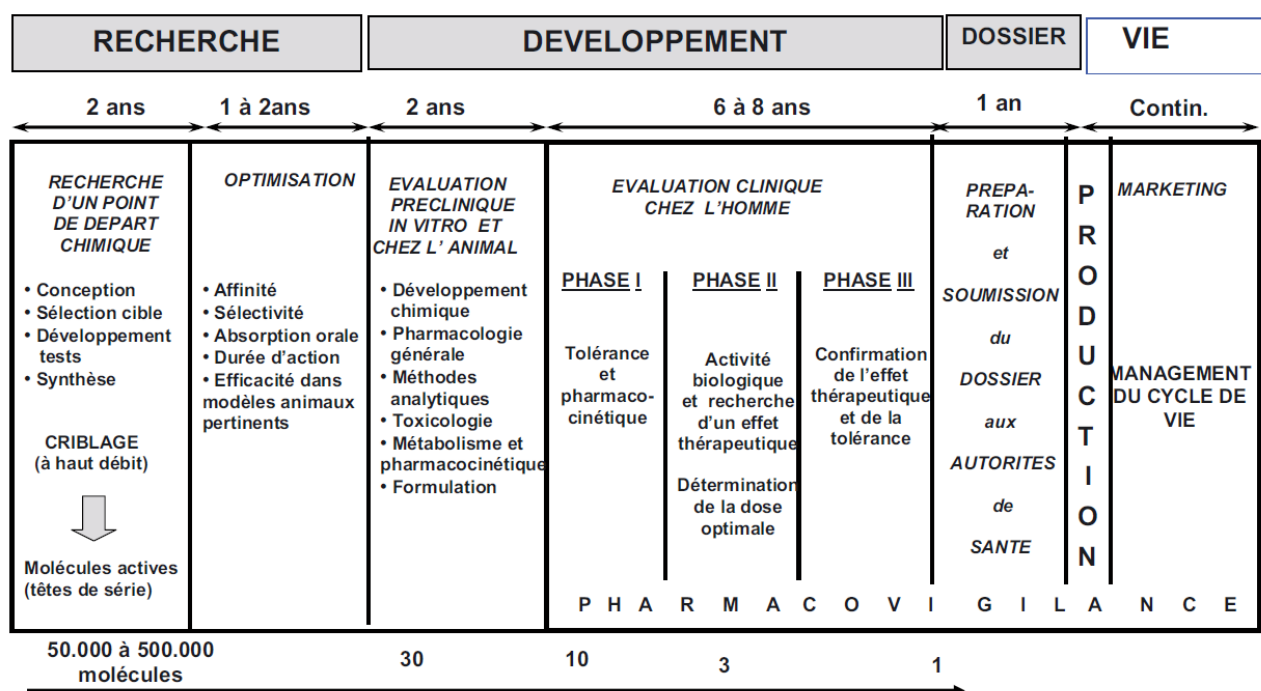 RECHERCHE
DEVELOPPEMENT
DOSSIER
VIE
2 ans
1 à 2ans
2 ans
6 à 8 ans
1 an
Contin.
RECHERCHE
D'UN POINT
DE DEPART
CHIMIQUE
• Conception
• Sélection cible
• Développement
tests
• Synthèse
CRIBLAGE
(à haut débit)
Molécules actives
(têtes de série)
OPTIMISATION
• Affinité
• Sélectivité
• Absorption orale
• Durée d'action
• Efficacité dans
modèles animaux
pertinents
EVALUATION
PRECLINIQUE
IN VITRO ET
CHEZ L' ANIMAL
• Développement
chimique
• Pharmacologie
générale
• Méthodes
analytiques
• Toxicologie
• Métabolisme et
pharmacocinétique
• Formulation
EVALUATION CLINIQUE
CHEZ L'HOMME
PHASE I
Tolérance
et
pharmaco-
cinétique
PHASE II
Activité
biologique
et recherche
d'un effet
thérapeutique
Détermination
de la dose
optimale
PHASE III
Confirmation
de l'effet
thérapeutique
et de la
tolérance
PREPA-
RATION
et
SOUMISSION
du
DOSSIER
aux
AUTORITES
de
SANTE
PRODUCTION
MARKETING
MANAGEMENT
DU CYCLE DE
VIE
P H A R M A C O V I G I L A N C E
50.000 à 500.000
molécules
30
10
3
1